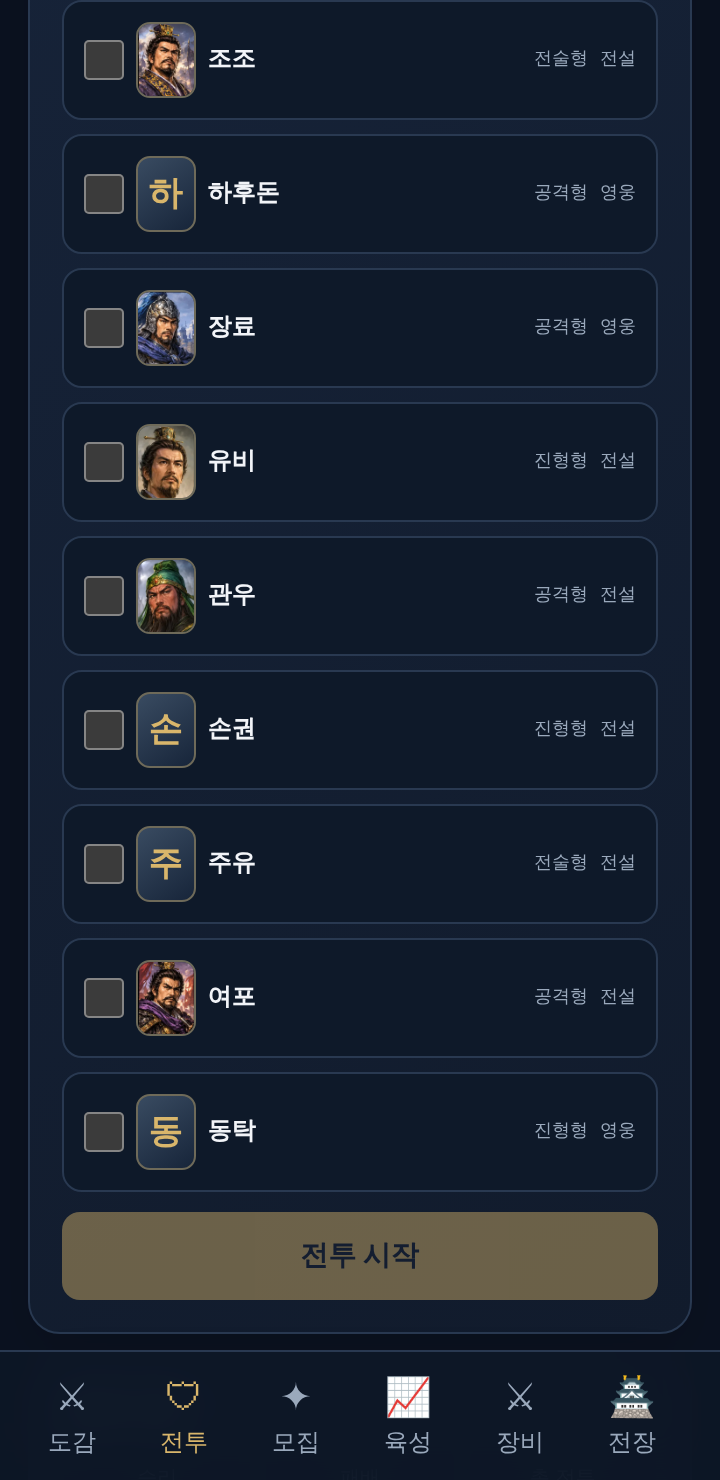 조조 전술형 전설
하 하후돈 공격형 영웅
장료 공격형 영웅
유비 진형형 전설
관우 공격형 전설
손 손권 진형형 전설
주 주유 전술형 전설
여포 공격형 전설
동 동탁 진형형 영웅
전투 시작
도감 전투 모집 육성 장비 전장